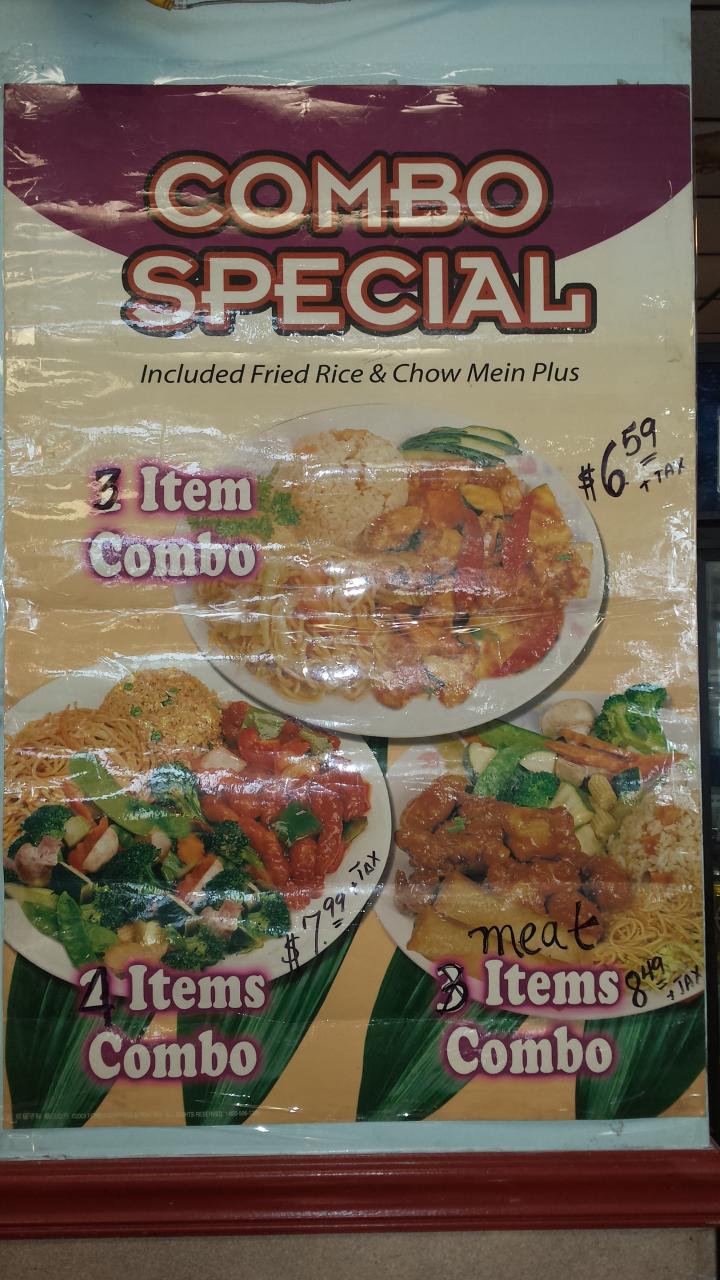 COMBO
SPECIAL
Included Fried Rice & Chow Mein Plus
3 Item
Combo
$6.59
+ TAX
$7.99 + TAX
4 Items
Combo
meat
3 Items
Combo
8.49
+ TAX